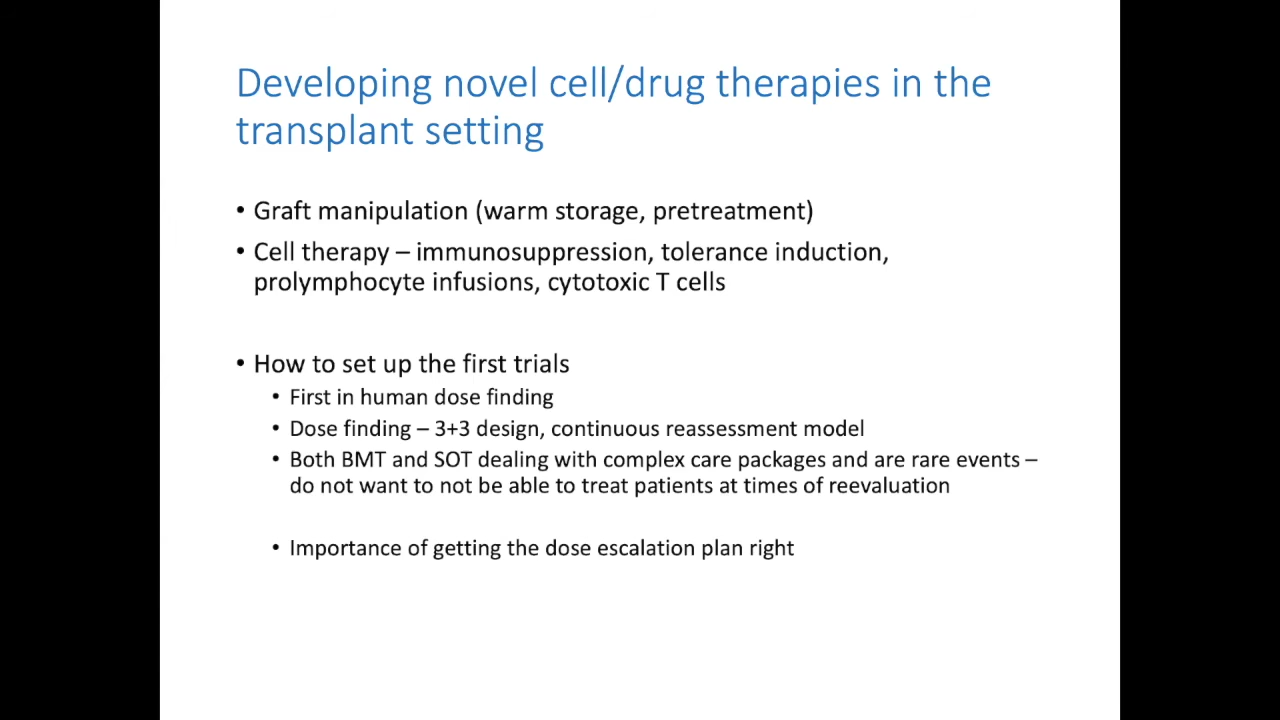 Developing novel cell/drug therapies in the
transplant setting
• Graft manipulation (warm storage, pretreatment)
• Cell therapy – immunosuppression, tolerance induction,
prolymphocyte infusions, cytotoxic T cells
• How to set up the first trials
• First in human dose finding
• Dose finding – 3+3 design, continuous reassessment model
• Both BMT and SOT dealing with complex care packages and are rare events –
do not want to not be able to treat patients at times of reevaluation
• Importance of getting the dose escalation plan right